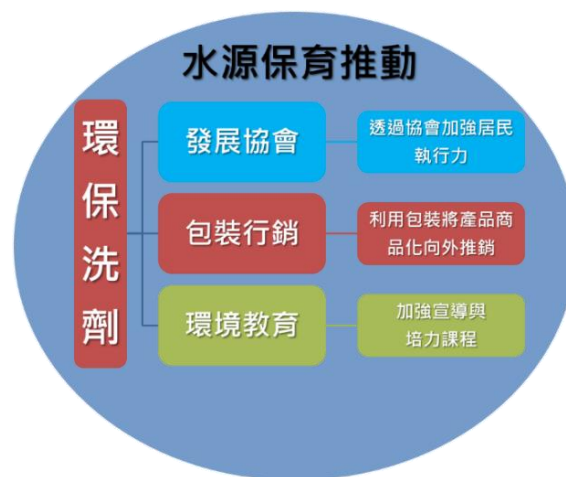 水源保育推動
環保洗劑
發展協會
透過協會加強居民
執行力
包裝行銷
利用包裝將產品商
品化向外推銷
環境教育
加強宣導與
培力課程